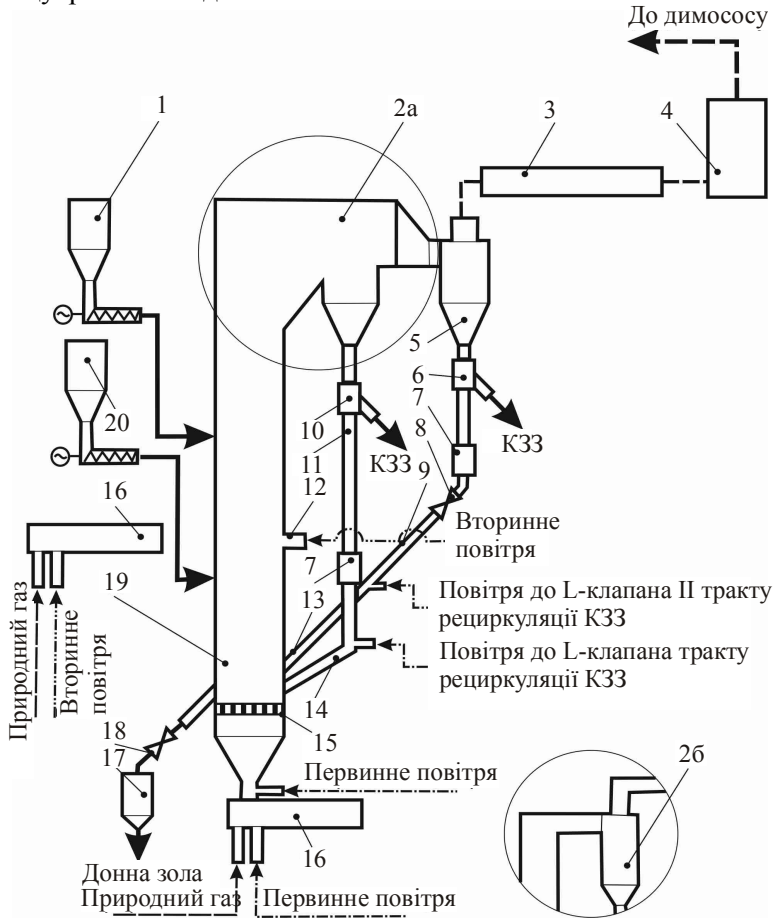 До димососу
1
2а
3
4
5
6
7
8
9
20
10
11
КЗЗ
КЗЗ
12
16
Вторинне
повітря
7
Повітря до L-клапана II тракту
рециркуляції КЗЗ
13
19
Повітря до L-клапана тракту
рециркуляції КЗЗ
Природний газ
Вторинне
повітря
14
18
15
17
2б
Первинне повітря
16
Донна зола
Природний газ
Первинне повітря